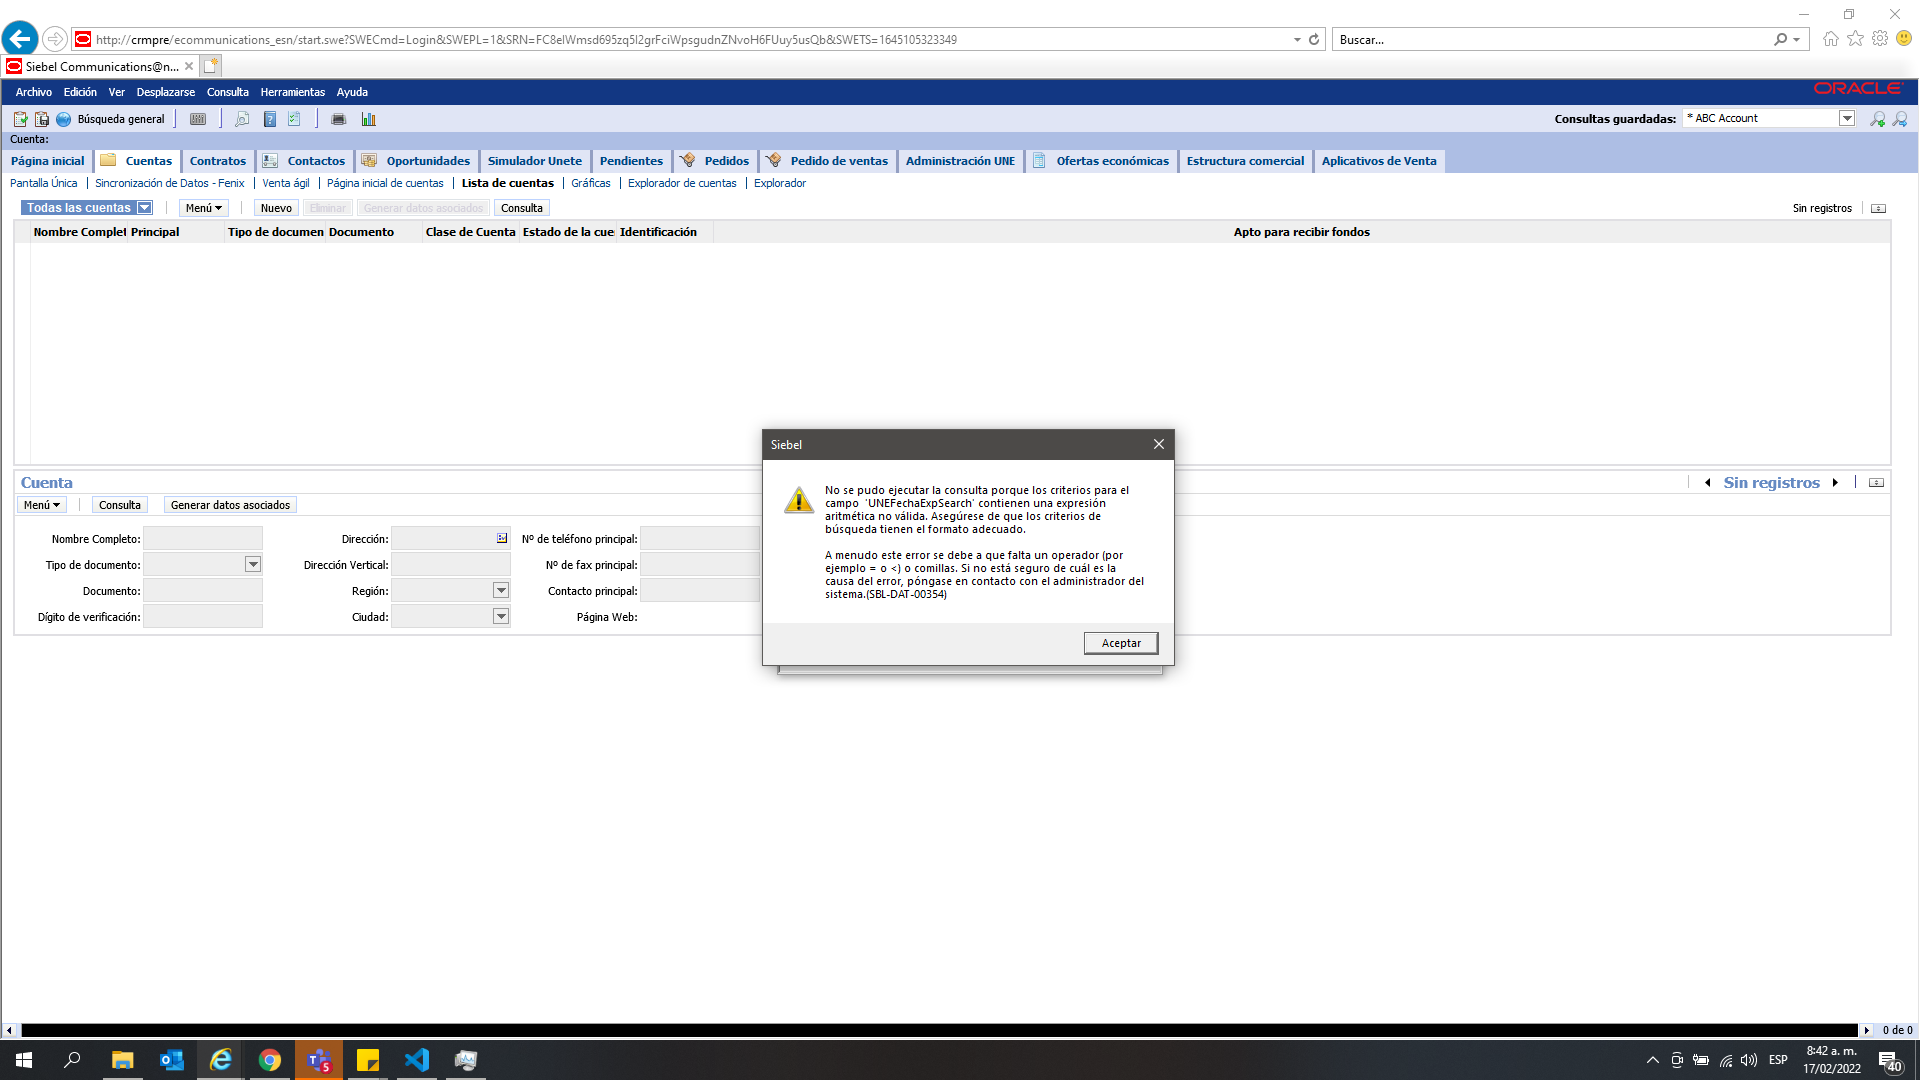 http://crmpre/ecommunications_esn/start.swe?SWECmd=Login&SWEPL=1&SRN=FC8elWmsd695zq5l2grFciWpsgudnZNvoH6FUuy5usQb&SWETS=1645105323349
Buscar...
Siebel Communications@n...
Archivo Edición Ver Desplazarse Consulta Herramientas Ayuda
ORACLE
Búsqueda general
Consultas guardadas: * ABC Account
Cuenta:
Página inicial Cuentas Contratos Contactos Oportunidades Simulador Unete Pendientes Pedidos Pedido de ventas Administración UNE Ofertas económicas Estructura comercial Aplicativos de Venta
Pantalla Única Sincronización de Datos - Fenix Venta ágil Página inicial de cuentas Lista de cuentas Gráficas Explorador de cuentas Explorador
Todas las cuentas Menú Nuevo Eliminar Generar datos asociados Consulta Sin registros
Nombre Complet Principal Tipo de documen Documento Clase de Cuenta Estado de la cue Identificación Apto para recibir fondos
Siebel
No se pudo ejecutar la consulta porque los criterios para el
campo 'UNEFechaExpSearch' contienen una expresión
aritmética no válida. Asegúrese de que los criterios de
búsqueda tienen el formato adecuado.
A menudo este error se debe a que falta un operador (por
ejemplo = o <) o comillas. Si no está seguro de cuál es la
causa del error, póngase en contacto con el administrador del
sistema.(SBL-DAT-00354)
Aceptar
Cuenta
Sin registros
Menú Consulta Generar datos asociados
Nombre Completo: Dirección: Nº de teléfono principal:
Tipo de documento: Dirección Vertical: Nº de fax principal:
Documento: Región: Contacto principal:
Dígito de verificación: Ciudad: Página Web:
0 de 0
5
ESP
8:42 a. m.
17/02/2022
40